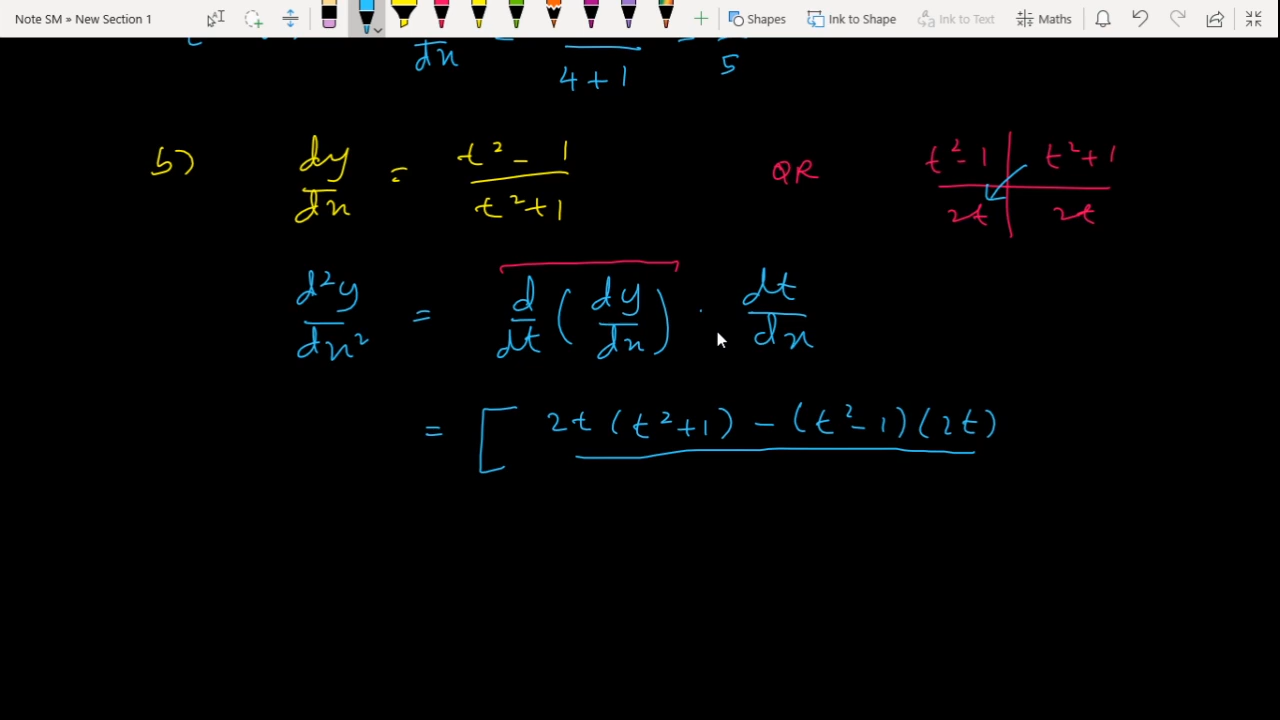 Note SM » New Section 1
Shapes
Ink to Shape
Ink to Text
Maths
dx 4 + 1 5
b) dy/dx = (t² - 1)/(t² + 1) QR t² - 1 | t² + 1
2t | 2t
d²y/dx² = d/dt (dy/dx) · dt/dx
= [ 2t (t² + 1) - (t² - 1)(2t)